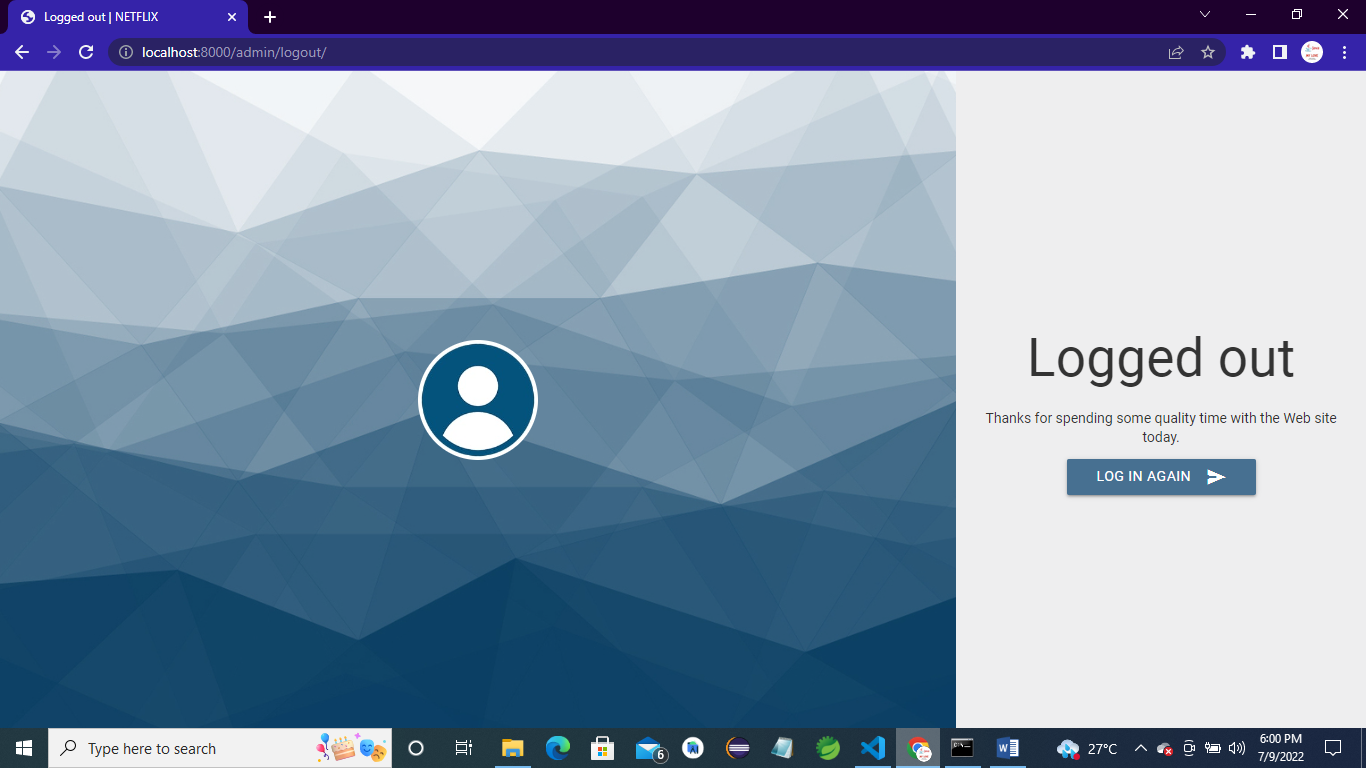 Logged out | NETFLIX
localhost:8000/admin/logout/
Logged out
Thanks for spending some quality time with the Web site
today.
LOG IN AGAIN
Type here to search
6
27°C
6:00 PM
7/9/2022